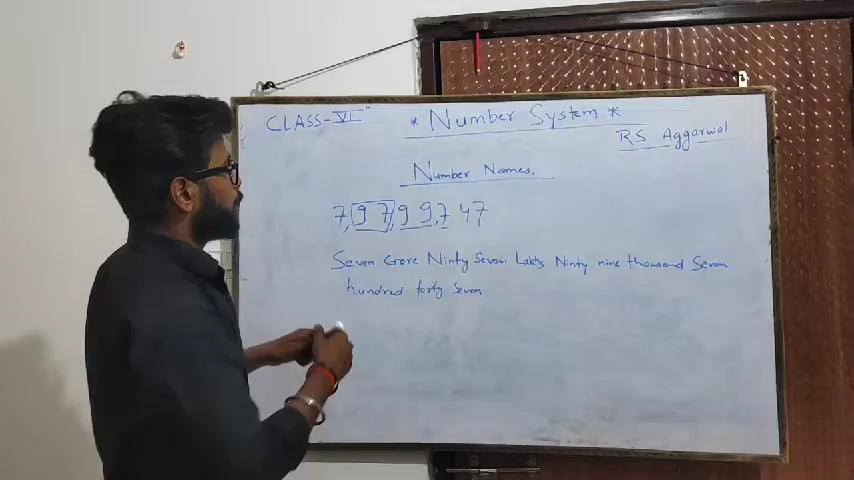 CLASS-VI" * Number System *
RS Aggarwal
Number Names.
7,97,99,747
Seven Crore Ninty Seven Lakhs Ninty nine thousand Seven
hundred forty Seven